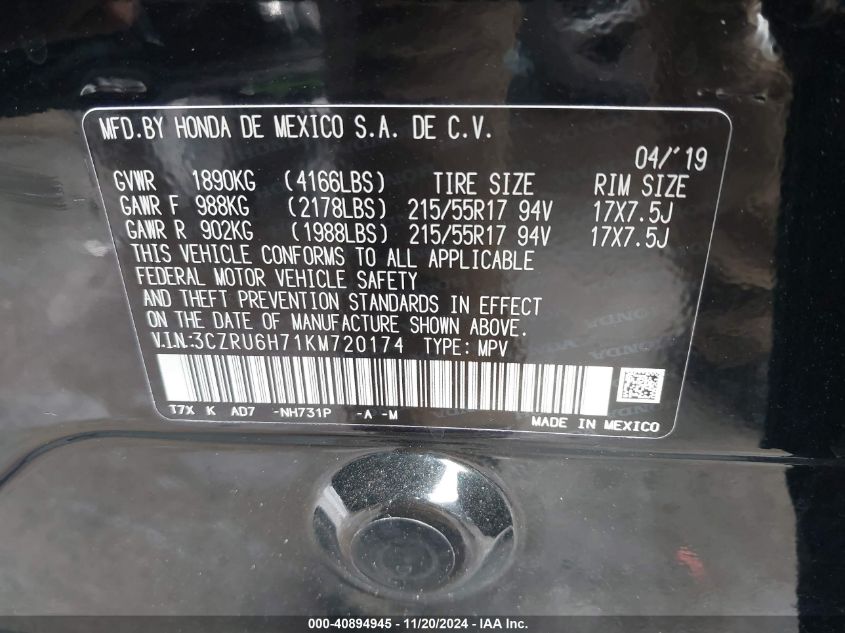 MFD.BY HONDA DE MEXICO S.A. DE C.V.
04/'19
GVWR 1890KG (4166LBS) TIRE SIZE RIM SIZE
GAWR F 988KG (2178LBS) 215/55R17 94V 17X7.5J
GAWR R 902KG (1988LBS) 215/55R17 94V 17X7.5J
THIS VEHICLE CONFORMS TO ALL APPLICABLE
FEDERAL MOTOR VEHICLE SAFETY
AND THEFT PREVENTION STANDARDS IN EFFECT
ON THE DATE OF MANUFACTURE SHOWN ABOVE.
V.I.N.:3CZRU6H71KM720174 TYPE: MPV
T7X K AD7 -NH731P -A -M
MADE IN MEXICO
000-40894945 - 11/20/2024 - IAAI Inc.